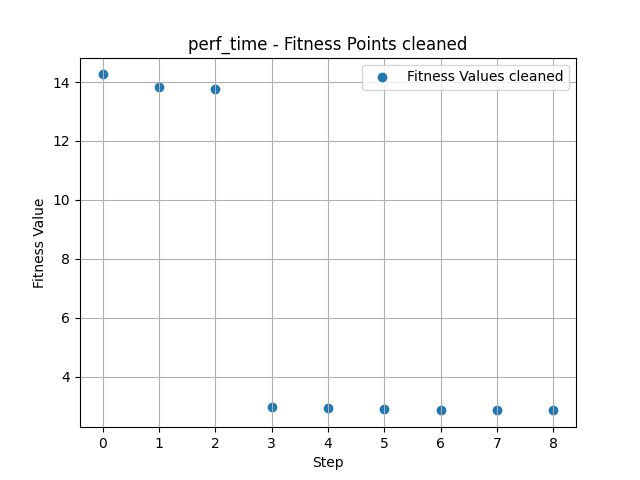 perf_time - Fitness Points cleaned
Fitness Values cleaned
14
12
10
8
6
4
Fitness Value
0 1 2 3 4 5 6 7 8
Step